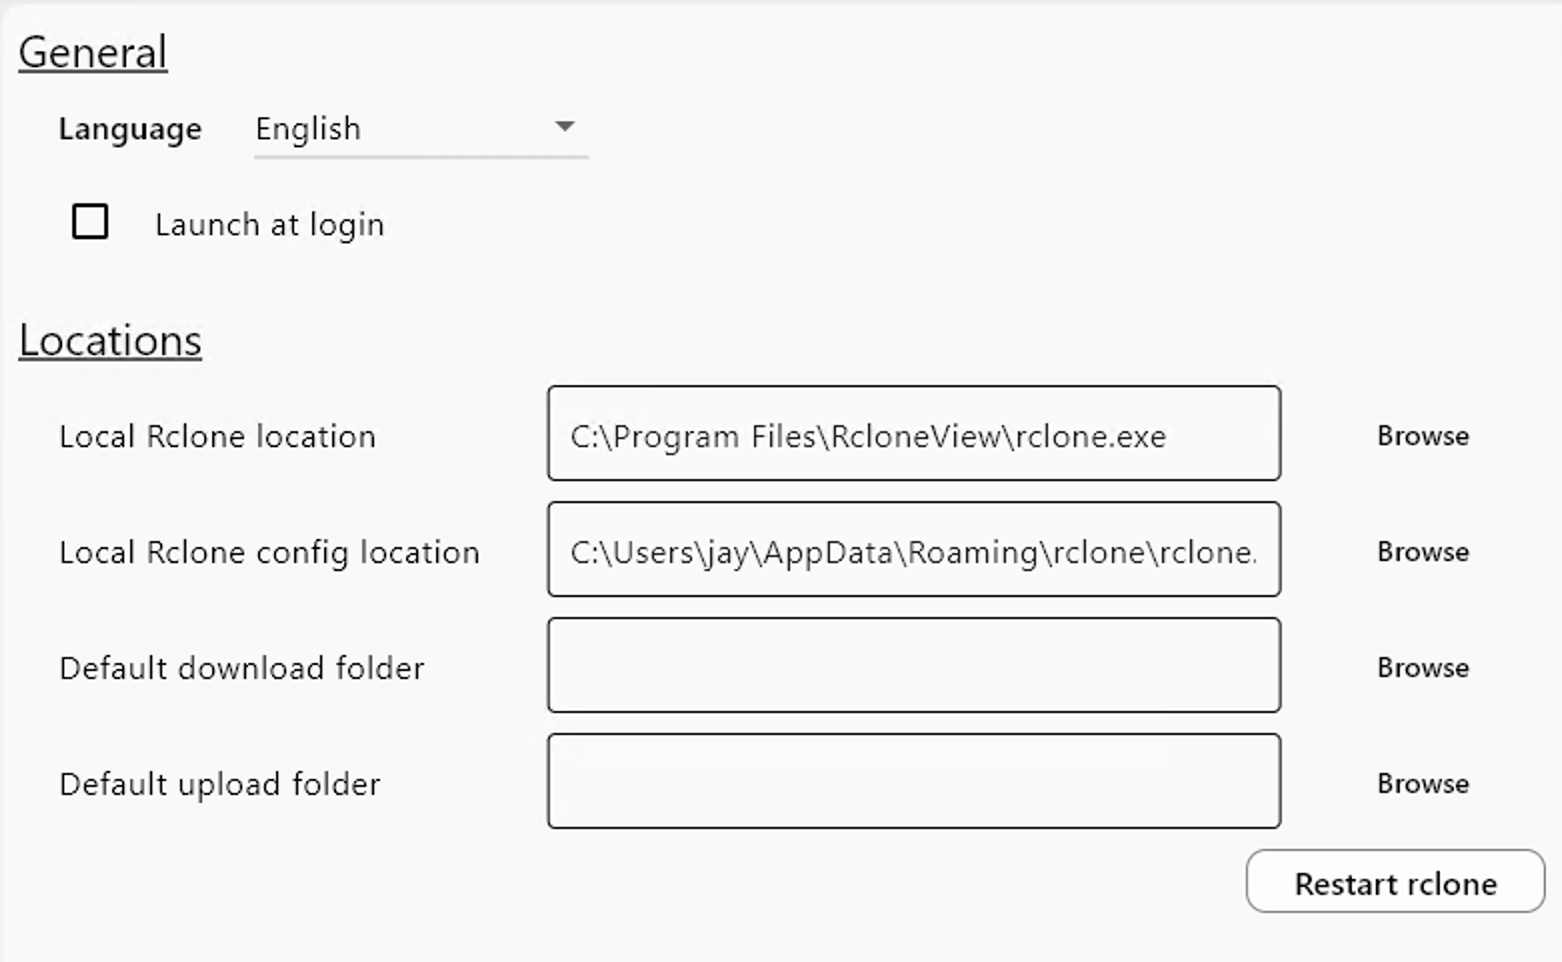 General
Language English
Launch at login
Locations
Local Rclone location C:\Program Files\RcloneView\rclone.exe Browse
Local Rclone config location C:\Users\jay\AppData\Roaming\rclone\rclone. Browse
Default download folder Browse
Default upload folder Browse
Restart rclone